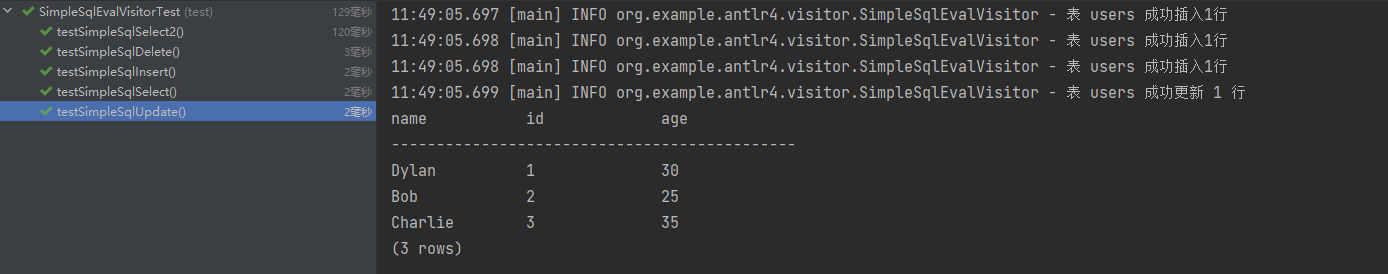 SimpleSqlEvalVisitorTest (test) 129毫秒
testSimpleSqlSelect2() 120毫秒
testSimpleSqlDelete() 3毫秒
testSimpleSqlInsert() 2毫秒
testSimpleSqlSelect() 2毫秒
testSimpleSqlUpdate() 2毫秒
11:49:05.697 [main] INFO org.example.antlr4.visitor.SimpleSqlEvalVisitor - 表 users 成功插入1行
11:49:05.698 [main] INFO org.example.antlr4.visitor.SimpleSqlEvalVisitor - 表 users 成功插入1行
11:49:05.698 [main] INFO org.example.antlr4.visitor.SimpleSqlEvalVisitor - 表 users 成功插入1行
11:49:05.699 [main] INFO org.example.antlr4.visitor.SimpleSqlEvalVisitor - 表 users 成功更新 1 行
name id age
---------------------------------------------
Dylan 1 30
Bob 2 25
Charlie 3 35
(3 rows)